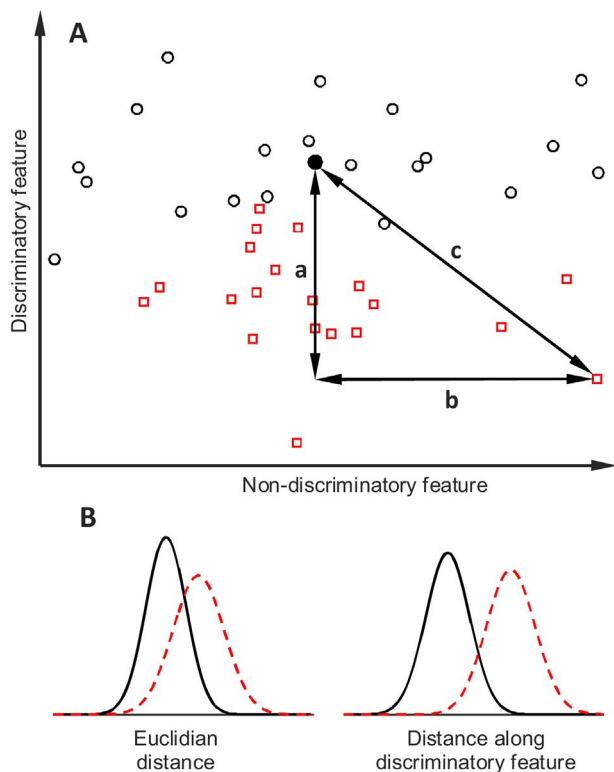 A
Discriminatory feature
a
c
b
Non-discriminatory feature
B
Euclidian
distance
Distance along
discriminatory feature